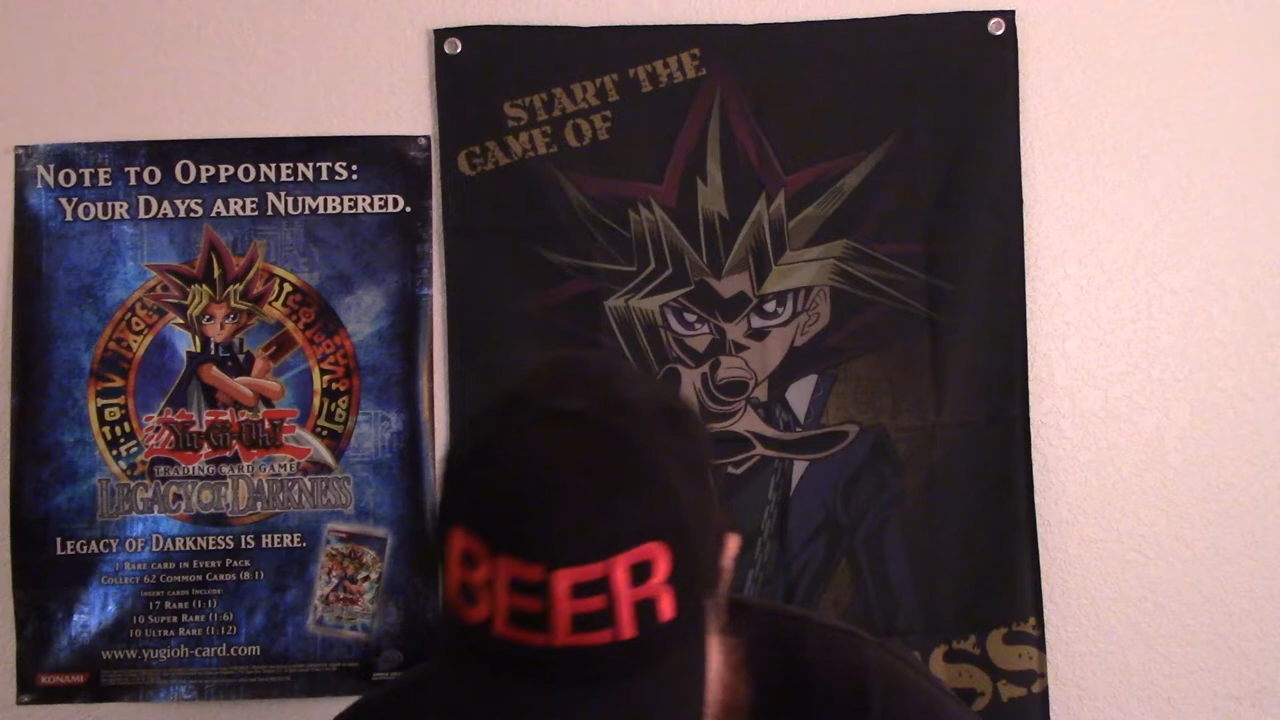 NOTE TO OPPONENTS:
YOUR DAYS ARE NUMBERED.
Yu-Gi-Oh!
TRADING CARD GAME
LEGACY OF DARKNESS
LEGACY OF DARKNESS IS HERE.
1 RARE CARD IN EVERY PACK
COLLECT 62 COMMON CARDS (8:1)
INSERT CARDS INCLUDE:
17 RARE (1:1)
10 SUPER RARE (1:6)
10 ULTRA RARE (1:12)
www.yugioh-card.com
KONAMI
START THE
GAME OF
SS
BEER